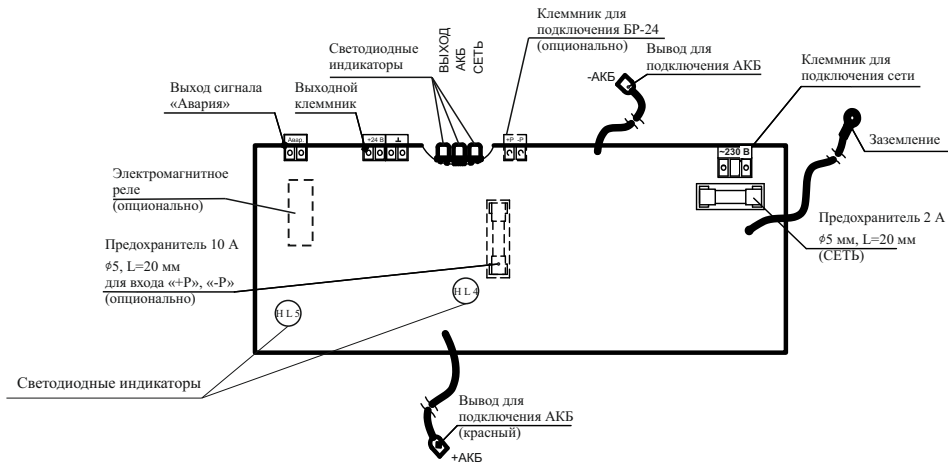 Клеммник для
подключения БР-24
(опционально)
Светодиодные
индикаторы
ВЫХОД
АКБ
СЕТЬ
Вывод для
подключения АКБ
-АКБ
Клеммник для
подключения сети
Выход сигнала
«Авария»
Выходной
клеммник
Заземление
Авар.
+24 В
+Р -Р
~230 В
Электромагнитное
реле
(опционально)
Предохранитель 2 А
ϕ5 мм, L=20 мм
(СЕТЬ)
Предохранитель 10 А
ϕ5, L=20 мм
для входа «+Р», «-Р»
(опционально)
HL4
HL5
Светодиодные индикаторы
Вывод для
подключения АКБ
(красный)
+АКБ